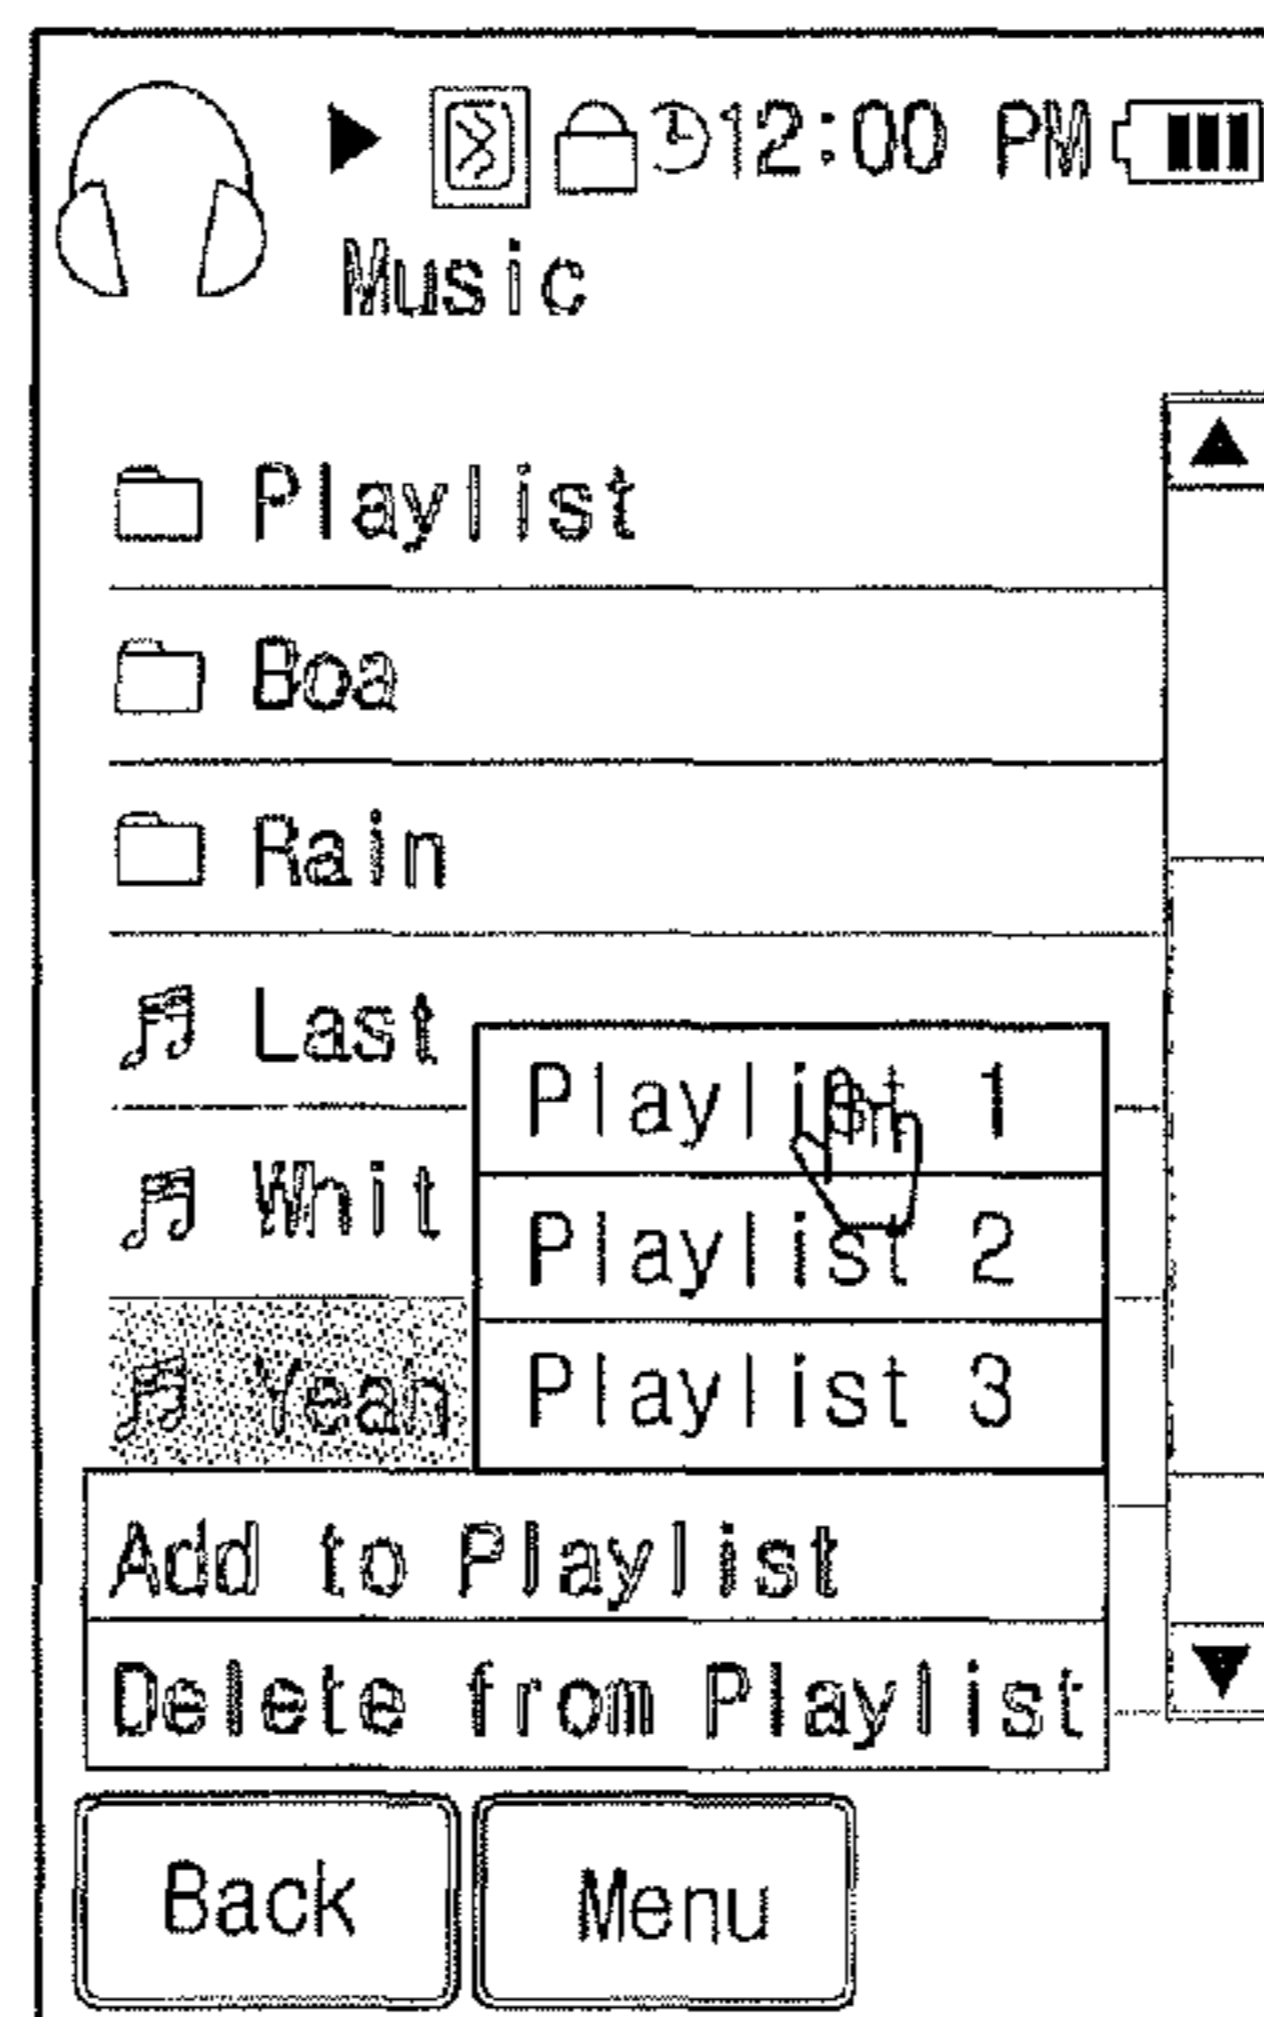 12:00 PM
Music
Playlist
Boa
Rain
Last
Playlist 1
Whit
Playlist 2
Yean
Playlist 3
Add to Playlist
Delete from Playlist
Back Menu